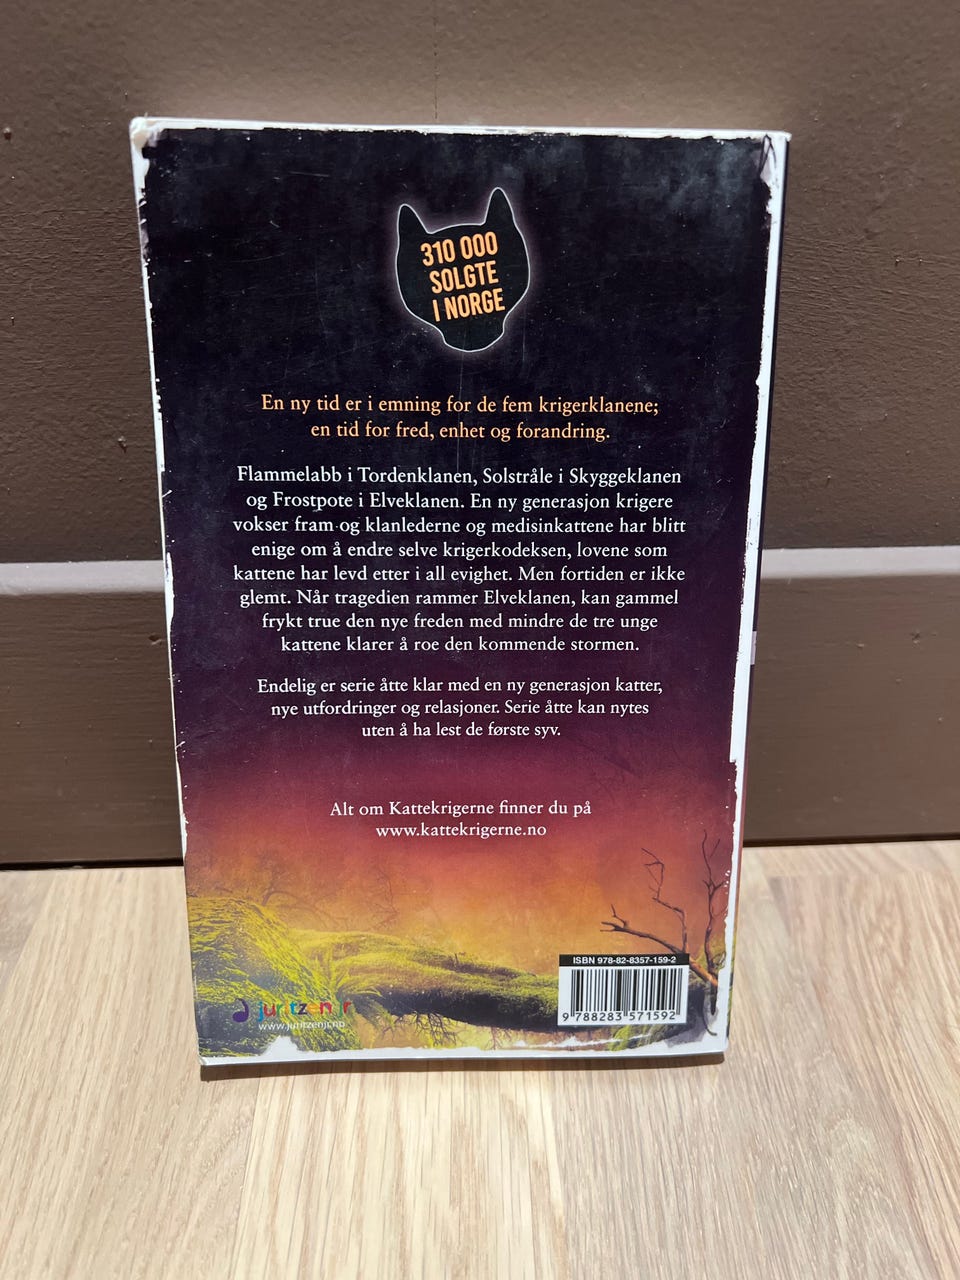 310 000
SOLGTE
I NORGE
En ny tid er i emning for de fem krigerklanene;
en tid for fred, enhet og forandring.
Flammelabb i Tordenklanen, Solstråle i Skyggeklanen
og Frostpote i Elveklanen. En ny generasjon krigere
vokser fram og klanlederne og medisinkattene har blitt
enige om å endre selve krigerkodeksen, lovene som
kattene har levd etter i all evighet. Men fortiden er ikke
glemt. Når tragedien rammer Elveklanen, kan gammel
frykt true den nye freden med mindre de tre unge
kattene klarer å roe den kommende stormen.
Endelig er serie åtte klar med en ny generasjon katter,
nye utfordringer og relasjoner. Serie åtte kan nytes
uten å ha lest de første syv.
Alt om Kattekrigerne finner du på
www.kattekrigerne.no
ISBN 978-82-8357-159-2
9 788283 571592
juritzen jr
www.juritzenjr.no